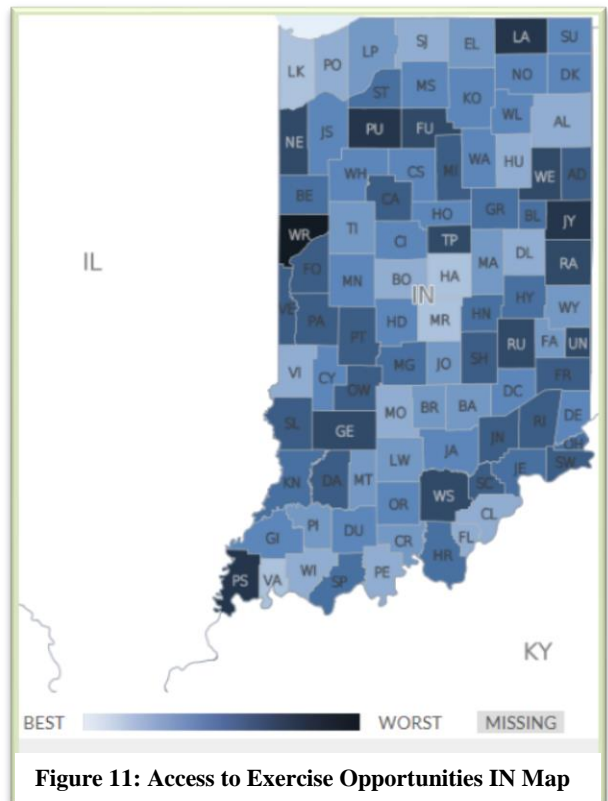 LK PO LP SJ EL LA SU
ST MS KO NO DK
NE JS PU FU WL AL
WH CS MI WA HU WE AD
BE CA HO GR BL JY
WR TI CI TP
IL FO MN BO HA MA DL RA
IN
PA HD MR HN HY WY
PT MG JO SH RU FA UN
VI CY OW FR
MO BR BA DC DE
SL GE JN RI OH
LW JA JE SW
KN DA MT WS SC
OR CL
GI PI DU CR FL
HR
PS VA WI SP PE
KY
BEST WORST MISSING
Figure 11: Access to Exercise Opportunities IN Map